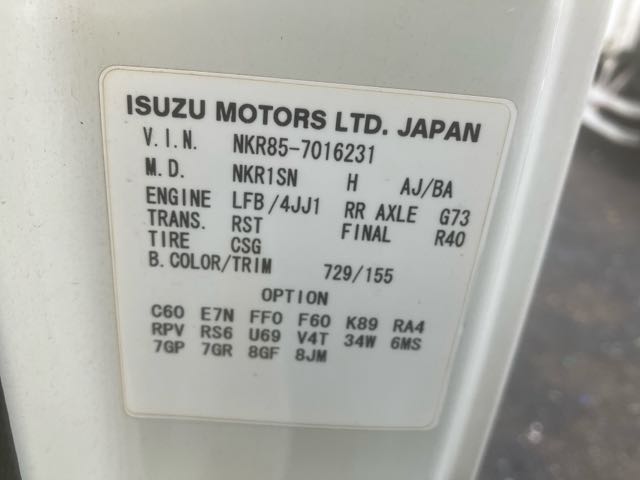 ISUZU MOTORS LTD. JAPAN
V.I.N. NKR85-7016231
M.D. NKR1SN H AJ/BA
ENGINE LFB/4JJ1 RR AXLE G73
TRANS. RST FINAL R40
TIRE CSG
B.COLOR/TRIM 729/155
OPTION
C60 E7N FF0 F60 K89 RA4
RPV RS6 U69 V4T 34W 6MS
7GP 7GR 8GF 8JM